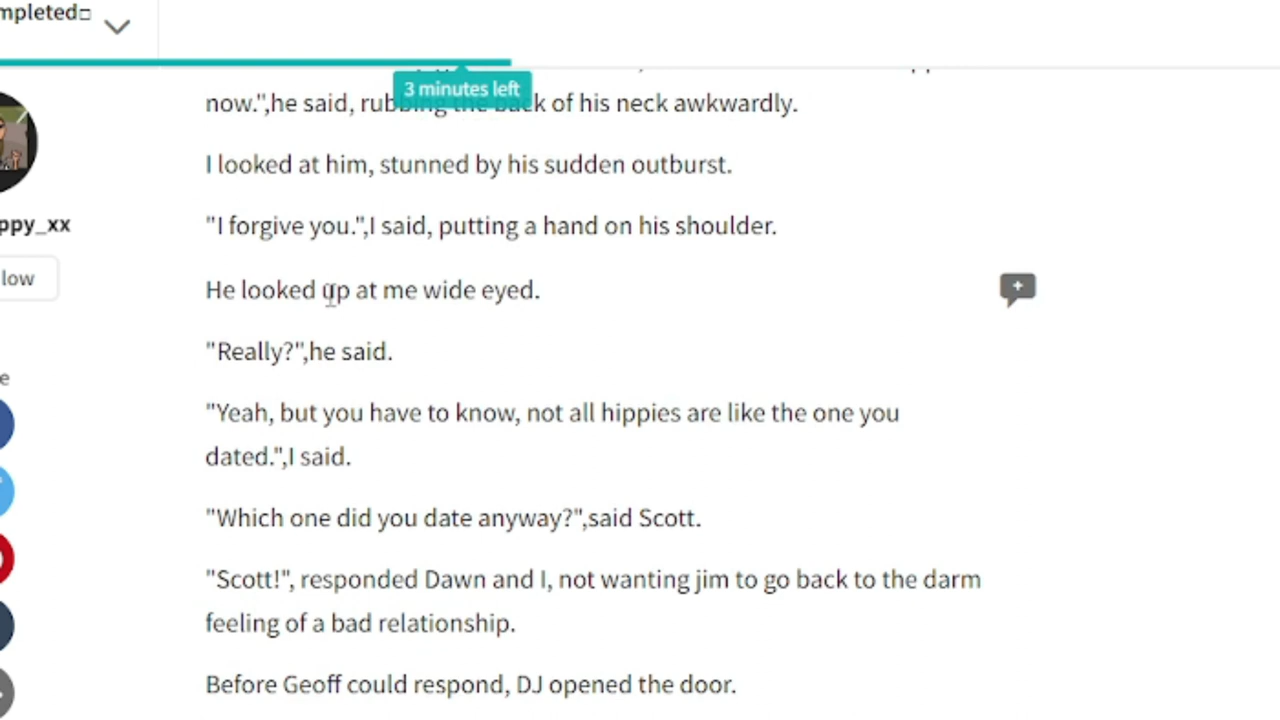 mpleted□
3 minutes left
now.",he said, rubbing the back of his neck awkwardly.
I looked at him, stunned by his sudden outburst.
"I forgive you.",I said, putting a hand on his shoulder.
ppy_xx
low
He looked up at me wide eyed.
"Really?",he said.
e
"Yeah, but you have to know, not all hippies are like the one you
dated.",I said.
"Which one did you date anyway?",said Scott.
"Scott!", responded Dawn and I, not wanting jim to go back to the darm
feeling of a bad relationship.
Before Geoff could respond, DJ opened the door.